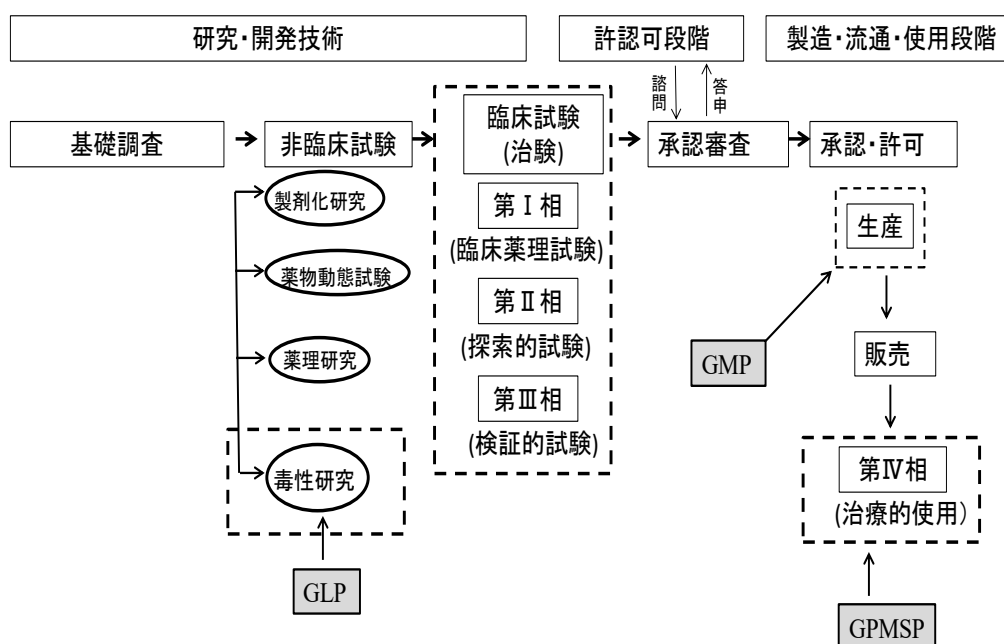 研究・開発技術
許認可段階
製造・流通・使用段階
諮問
答申
基礎調査
非臨床試験
臨床試験
(治験)
承認審査
承認・許可
製剤化研究
薬物動態試験
薬理研究
毒性研究
GLP
第Ⅰ相
(臨床薬理試験)
第Ⅱ相
(探索的試験)
第Ⅲ相
(検証的試験)
生産
GMP
販売
第Ⅳ相
(治療的使用)
GPMSP